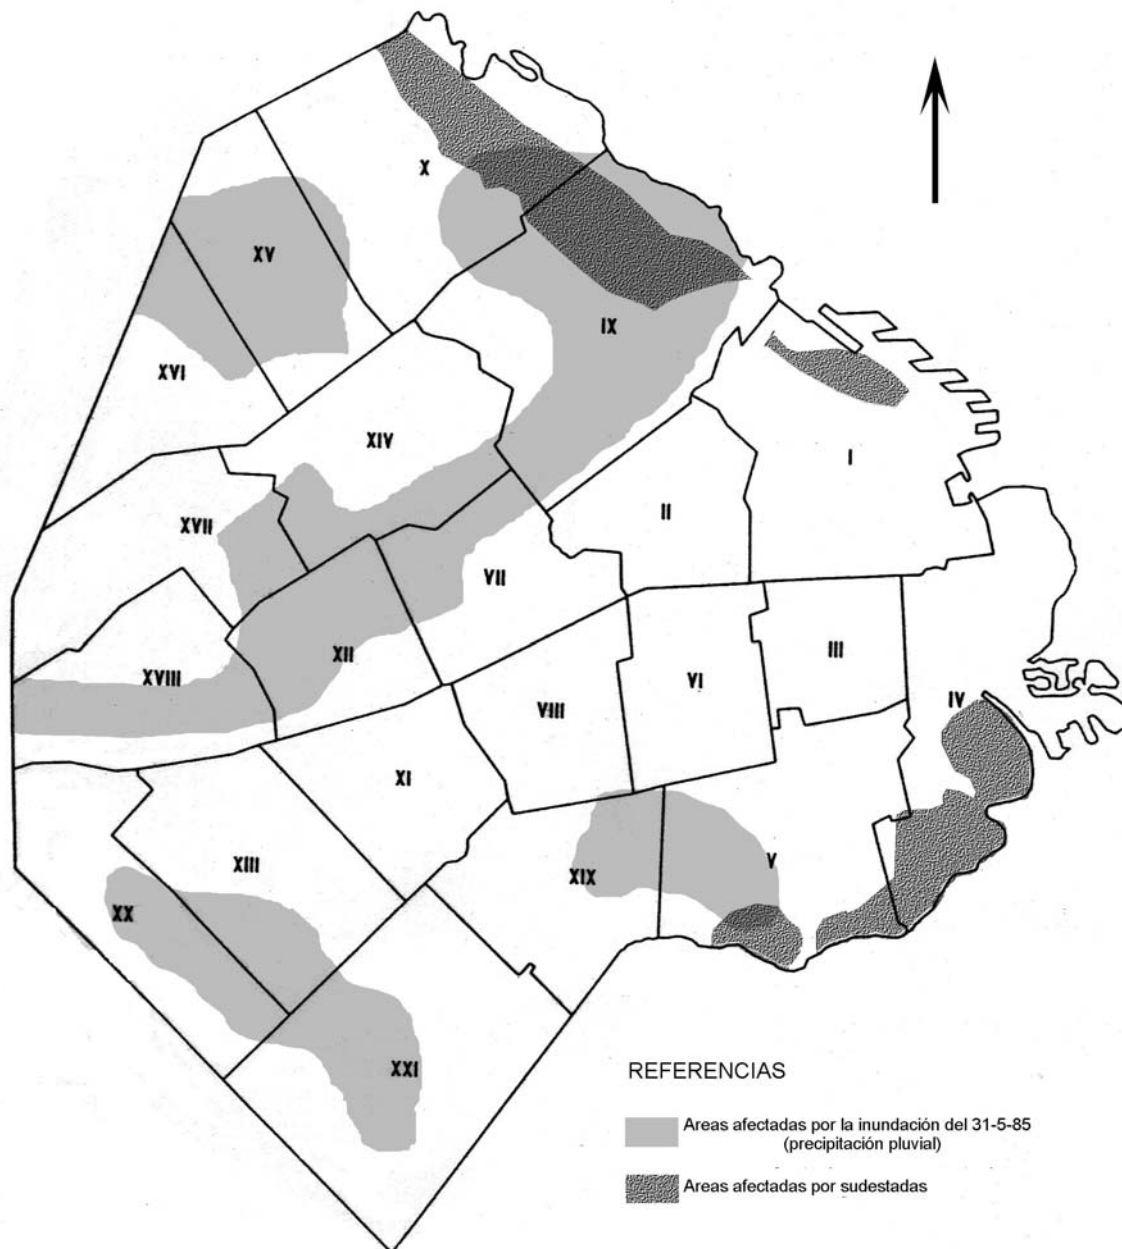 X
XV
IX
XVI
XIV
I
II
XVII
VII
XII
III
XVIII
VI
IV
VIII
XI
V
XIII
XIX
XX
XXI
REFERENCIAS
Areas afectadas por la inundación del 31-5-85
(precipitación pluvial)
Areas afectadas por sudestadas